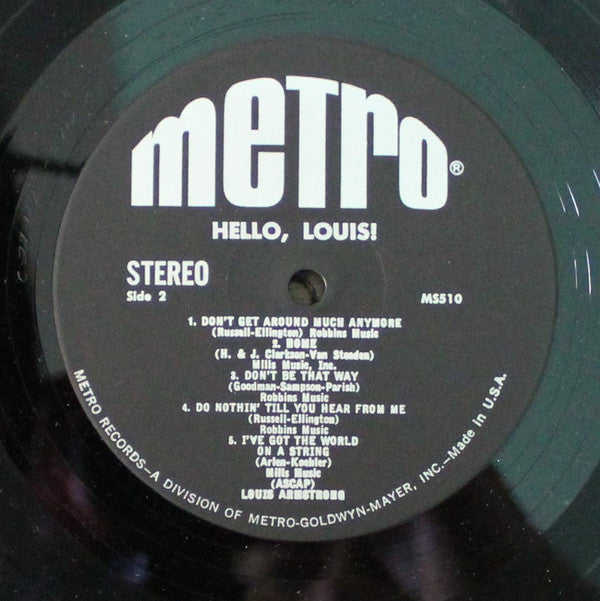 metro®
HELLO, LOUIS!
STEREO
Side 2
MS510
1. DON'T GET AROUND MUCH ANYMORE
(Russell-Ellington) Robbins Music
2. HOME
(H. & J. Clarkson-Van Steeden)
Mills Music, Inc.
3. DON'T BE THAT WAY
(Goodman-Sampson-Parish)
Robbins Music
4. DO NOTHIN' TILL YOU HEAR FROM ME
(Russell-Ellington)
Robbins Music
5. I'VE GOT THE WORLD
ON A STRING
(Arlen-Koehler)
Mills Music
(ASCAP)
LOUIS ARMSTRONG
METRO RECORDS—A DIVISION OF METRO-GOLDWYN-MAYER, INC.—Made in U.S.A.